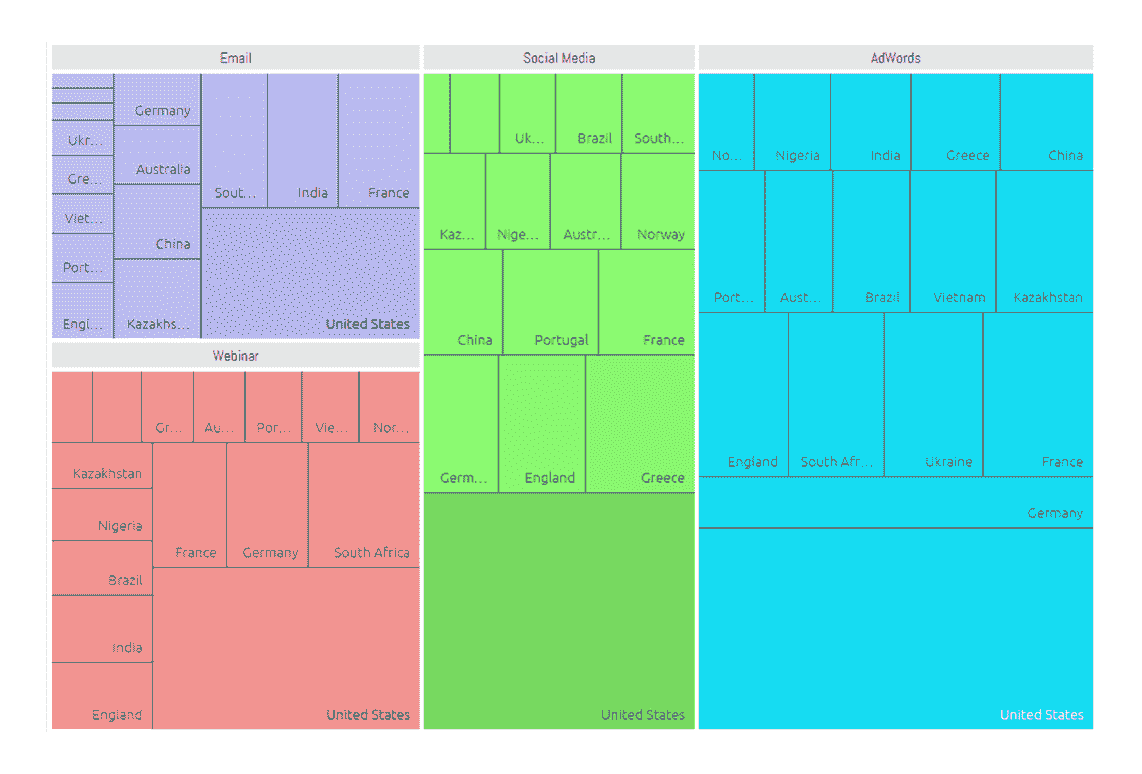 Email
Germany
Ukr...
Australia
Gre...
Sout...
India
France
Viet...
China
Port...
Engl...
Kazakhs...
United States
Webinar
Gr...
Au...
Por...
Vie...
Nor...
Kazakhstan
Nigeria
France
Germany
South Africa
Brazil
India
England
United States
Social Media
Uk...
Brazil
South...
Kaz...
Nige...
Austr...
Norway
China
Portugal
France
Germ...
England
Greece
United States
AdWords
No...
Nigeria
India
Greece
China
Port...
Aust...
Brazil
Vietnam
Kazakhstan
England
South Afr...
Ukraine
France
Germany
United States